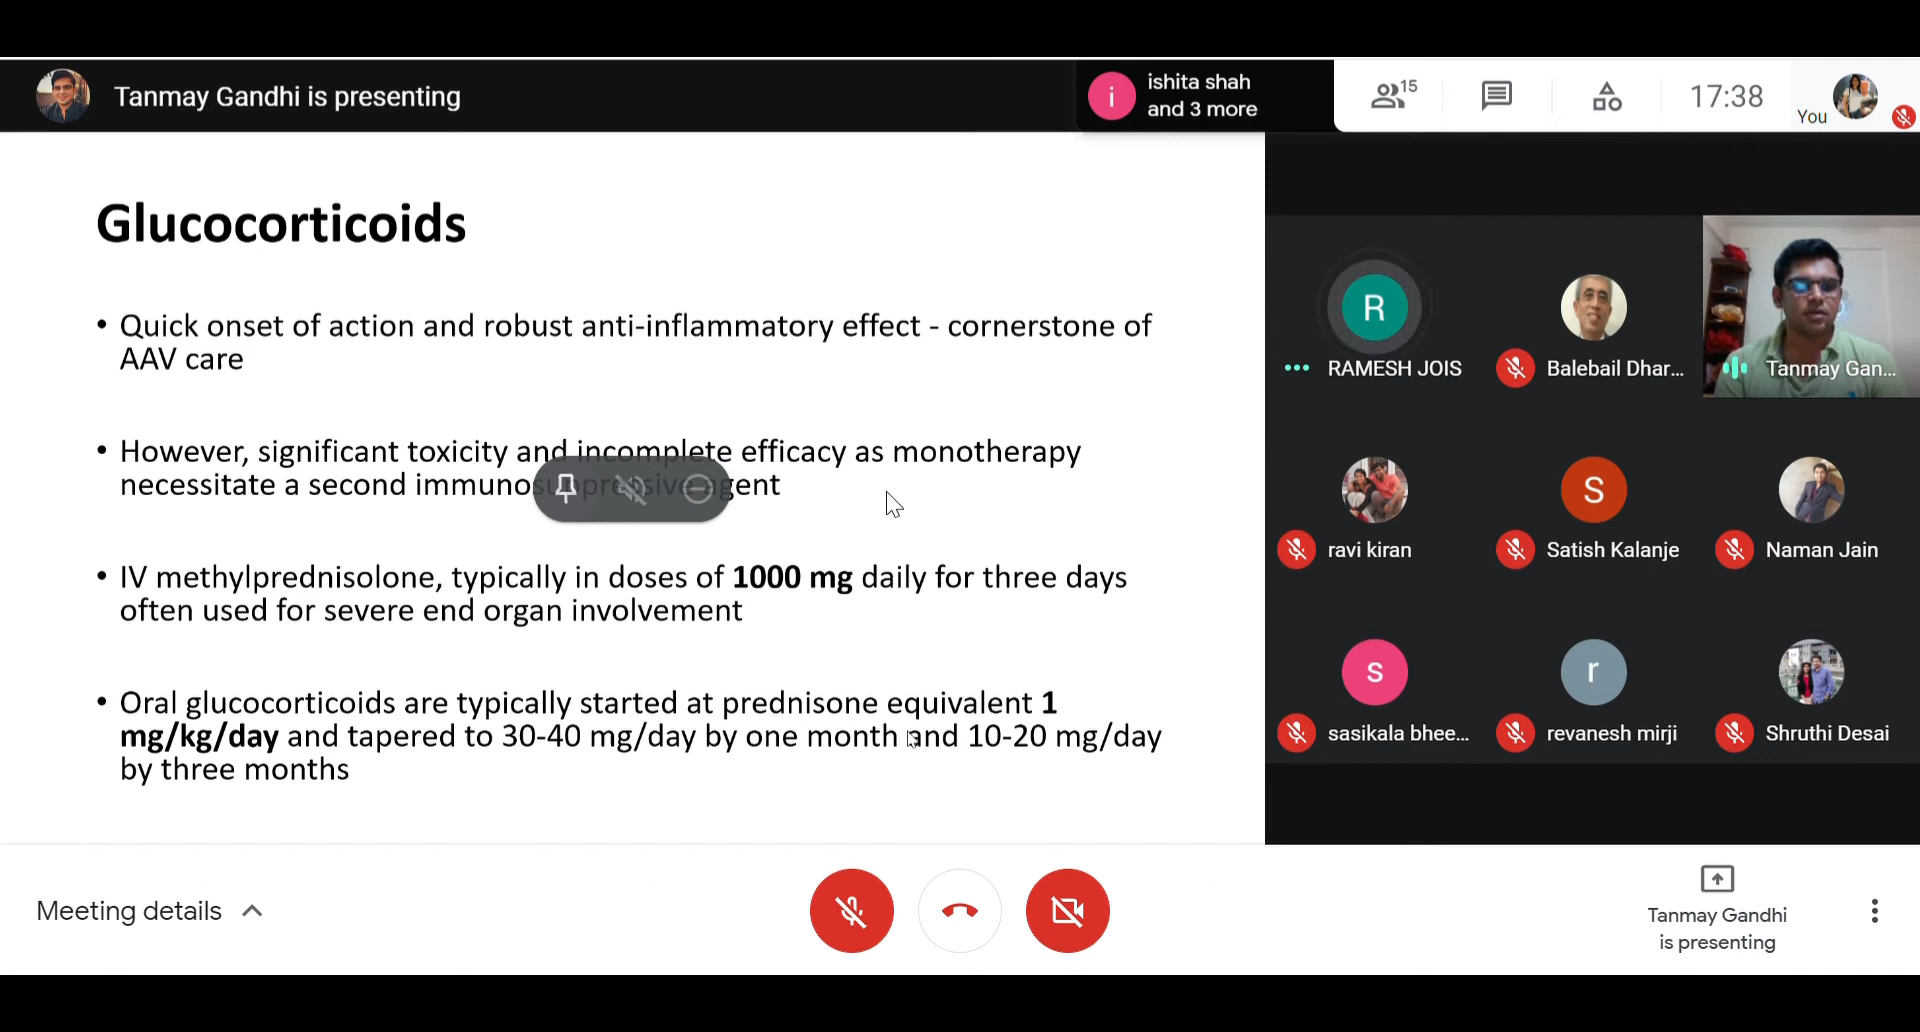 Tanmay Gandhi is presenting
i
ishita shah
and 3 more
15
17:38
You
Glucocorticoids
• Quick onset of action and robust anti-inflammatory effect - cornerstone of
AAV care
• However, significant toxicity and incomplete efficacy as monotherapy
necessitate a second immunosuppressive agent
• IV methylprednisolone, typically in doses of 1000 mg daily for three days
often used for severe end organ involvement
• Oral glucocorticoids are typically started at prednisone equivalent 1
mg/kg/day and tapered to 30-40 mg/day by one month and 10-20 mg/day
by three months
R
RAMESH JOIS
Balebail Dhar...
Tanmay Gan...
ravi kiran
S
Satish Kalanje
Naman Jain
s
sasikala bhee...
r
revanesh mirji
Shruthi Desai
Meeting details
Tanmay Gandhi
is presenting